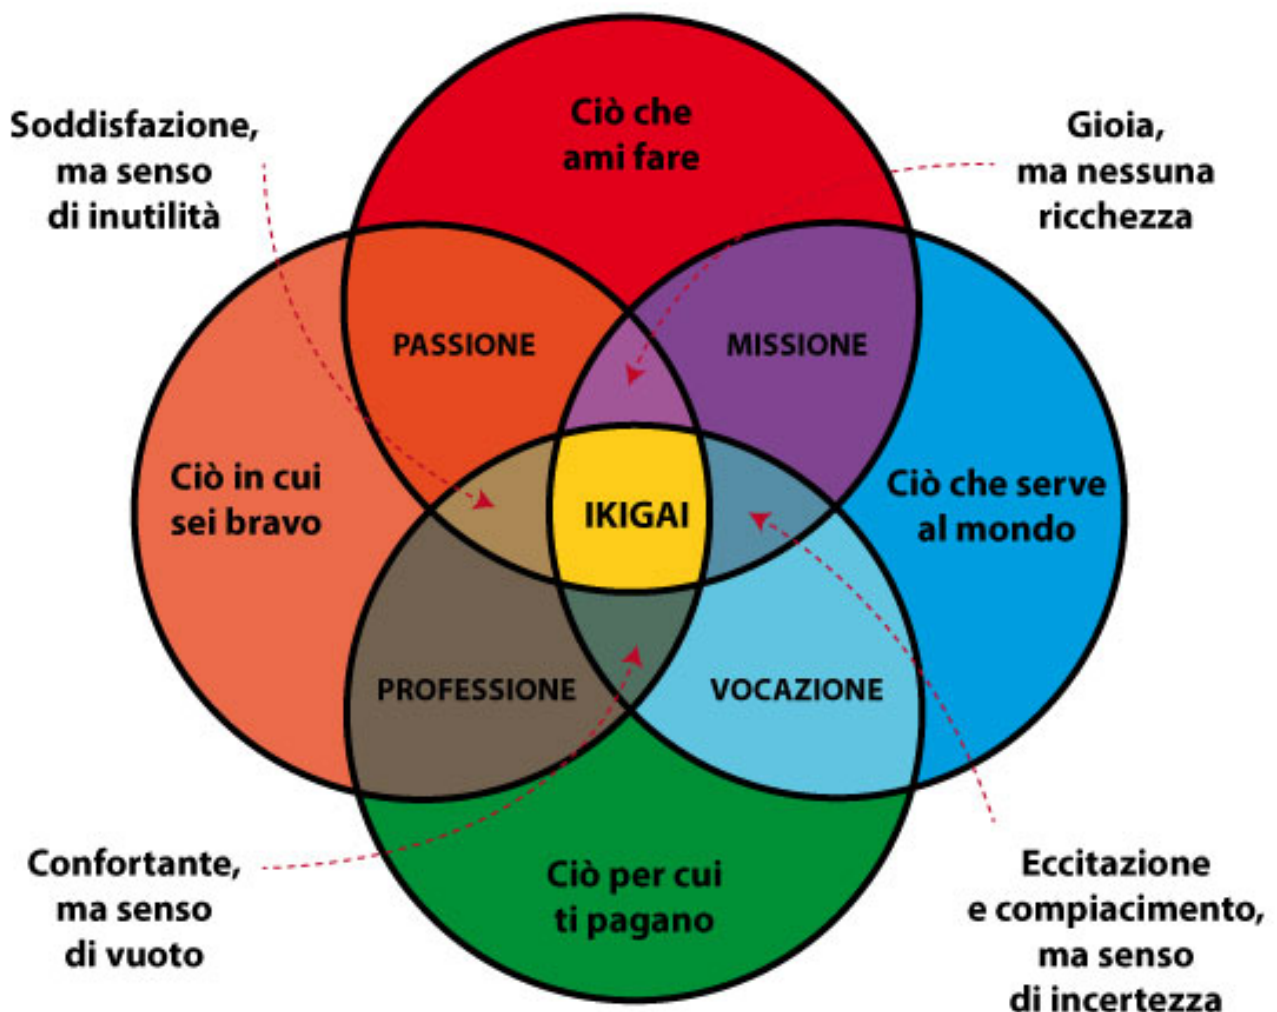 Ciò che
ami fare
Soddisfazione,
ma senso
di inutilità
Gioia,
ma nessuna
ricchezza
PASSIONE
MISSIONE
Ciò in cui
sei bravo
IKIGAI
Ciò che serve
al mondo
PROFESSIONE
VOCAZIONE
Confortante,
ma senso
di vuoto
Ciò per cui
ti pagano
Eccitazione
e compiacimento,
ma senso
di incertezza